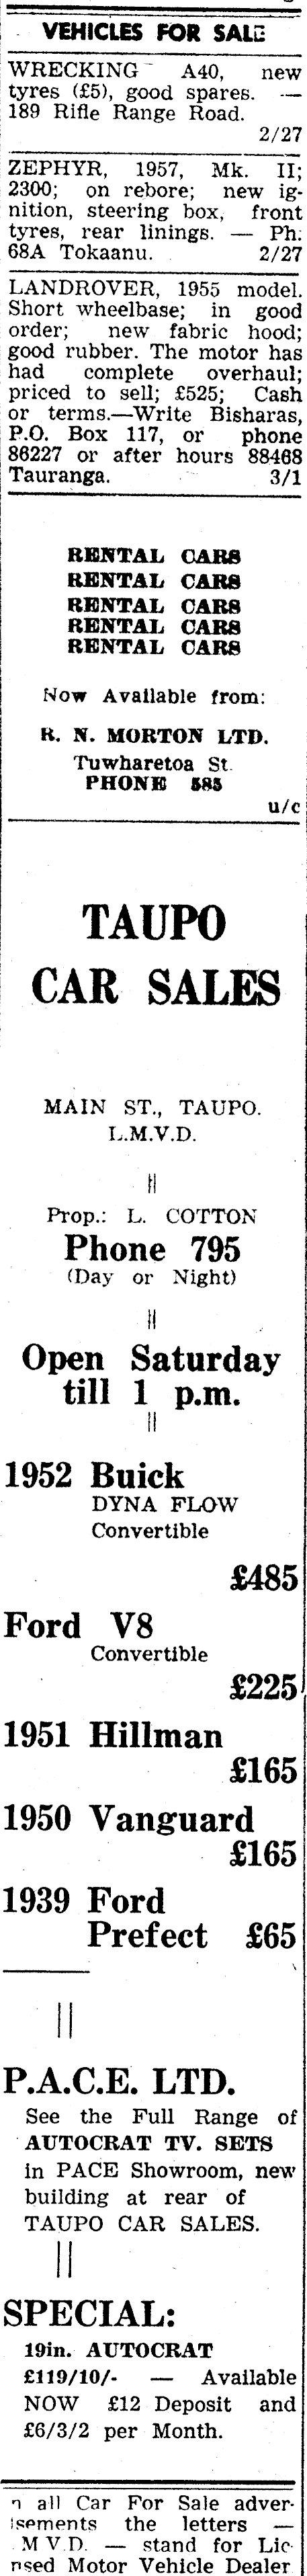 VEHICLES FOR SALE
WRECKING A40, new
tyres (£5), good spares. —
189 Rifle Range Road.
2/27
ZEPHYR, 1957, Mk. II;
2300; on rebore; new ig-
nition, steering box, front
tyres, rear linings. — Ph.
68A Tokaanu. 2/27
LANDROVER, 1955 model.
Short wheelbase; in good
order; new fabric hood;
good rubber. The motor has
had complete overhaul;
priced to sell; £525; Cash
or terms.—Write Bisharas,
P.O. Box 117, or phone
86227 or after hours 88468
Tauranga. 3/1
RENTAL CARS
RENTAL CARS
RENTAL CARS
RENTAL CARS
RENTAL CARS
Now Available from:
R. N. MORTON LTD.
Tuwharetoa St.
PHONE 585
u/c
TAUPO
CAR SALES
MAIN ST., TAUPO.
L.M.V.D.
Prop.: L. COTTON
Phone 795
(Day or Night)
Open Saturday
till 1 p.m.
1952 Buick
DYNA FLOW
Convertible
£485
Ford V8
Convertible
£225
1951 Hillman
£165
1950 Vanguard
£165
1939 Ford
Prefect £65
P.A.C.E. LTD.
See the Full Range of
AUTOCRAT TV. SETS
in PACE Showroom, new
building at rear of
TAUPO CAR SALES.
SPECIAL:
19in. AUTOCRAT
£119/10/- — Available
NOW £12 Deposit and
£6/3/2 per Month.
n all Car For Sale adver-
isements the letters —
M.V.D. — stand for Lic-
nsed Motor Vehicle Dealer